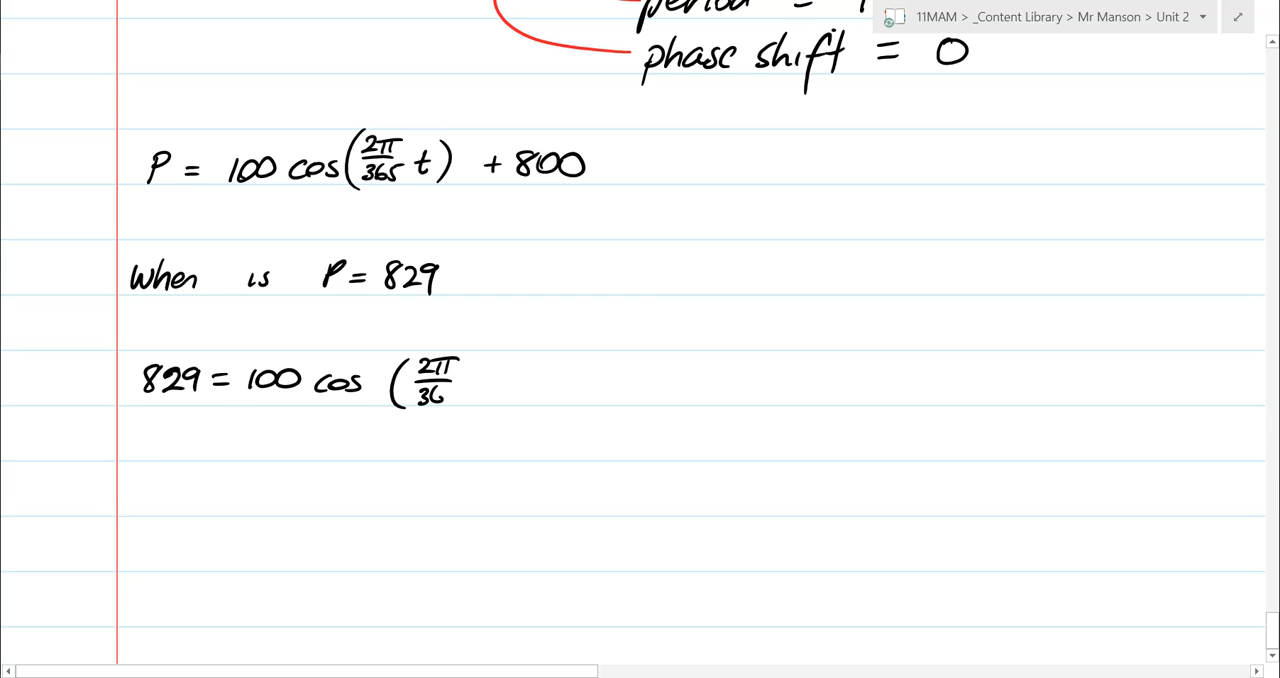 period =
11MAM > _Content Library > Mr Manson > Unit 2
phase shift = 0
P = 100 cos(2π/365 t) + 800
When is P = 829
829 = 100 cos (2π/36